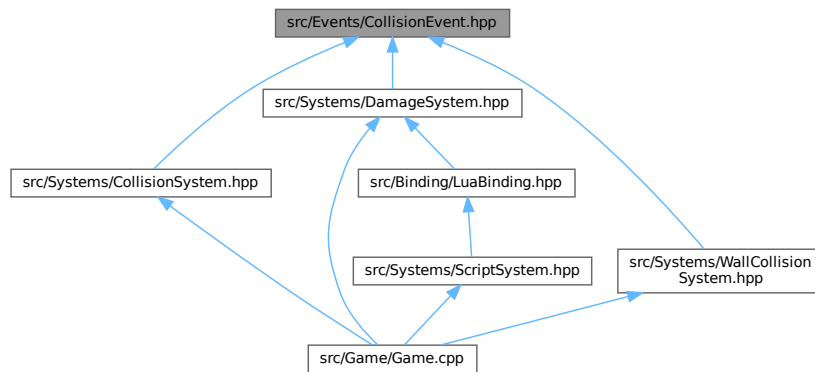 src/Events/CollisionEvent.hpp
src/Systems/DamageSystem.hpp
src/Systems/CollisionSystem.hpp
src/Binding/LuaBinding.hpp
src/Systems/WallCollision
System.hpp
src/Systems/ScriptSystem.hpp
src/Game/Game.cpp